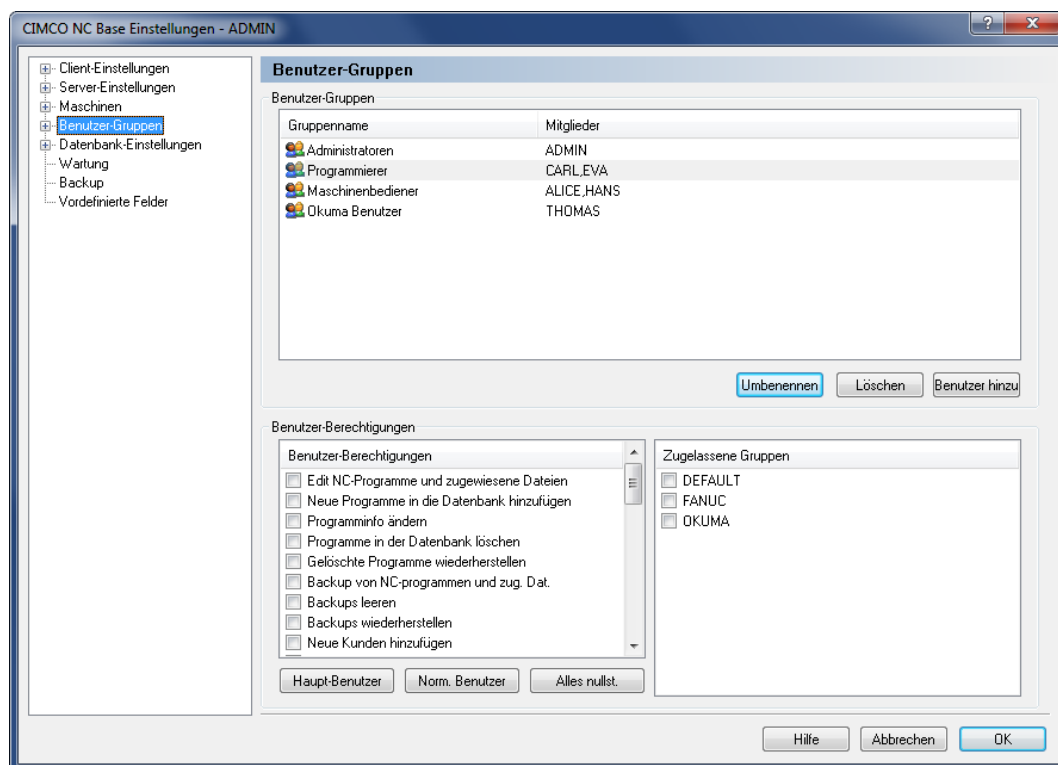 CIMCO NC Base Einstellungen - ADMIN
Client-Einstellungen
Server-Einstellungen
Maschinen
Benutzer-Gruppen
Datenbank-Einstellungen
Wartung
Backup
Vordefinierte Felder
Benutzer-Gruppen
Benutzer-Gruppen
Gruppenname Mitglieder
Administratoren ADMIN
Programmierer CARL,EVA
Maschinenbediener ALICE,HANS
Okuma Benutzer THOMAS
Umbenennen Löschen Benutzer hinzu
Benutzer-Berechtigungen
Benutzer-Berechtigungen
Edit NC-Programme und zugewiesene Dateien
Neue Programme in die Datenbank hinzufügen
Programminfo ändern
Programme in der Datenbank löschen
Gelöschte Programme wiederherstellen
Backup von NC-programmen und zug. Dat.
Backups leeren
Backups wiederherstellen
Neue Kunden hinzufügen
Zugelassene Gruppen
DEFAULT
FANUC
OKUMA
Haupt-Benutzer Norm. Benutzer Alles nullst.
Hilfe Abbrechen OK